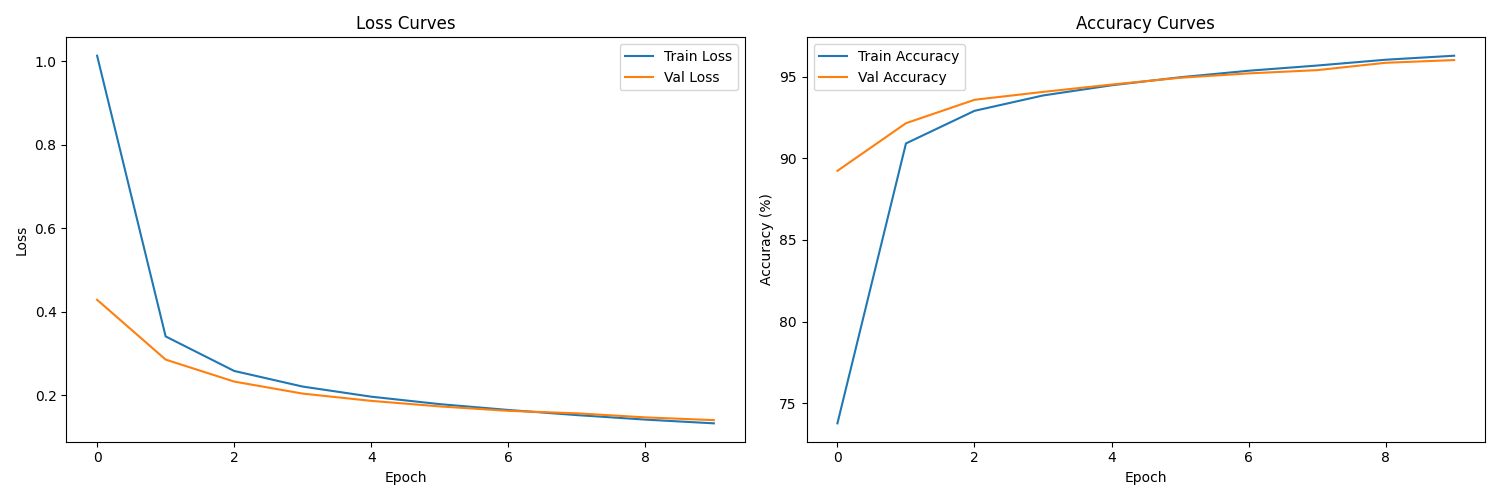 Loss Curves
Train Loss
Val Loss
1.0
0.8
0.6
0.4
0.2
Loss
0 2 4 6 8
Epoch
Accuracy Curves
Train Accuracy
Val Accuracy
95
90
85
80
75
Accuracy (%)
0 2 4 6 8
Epoch